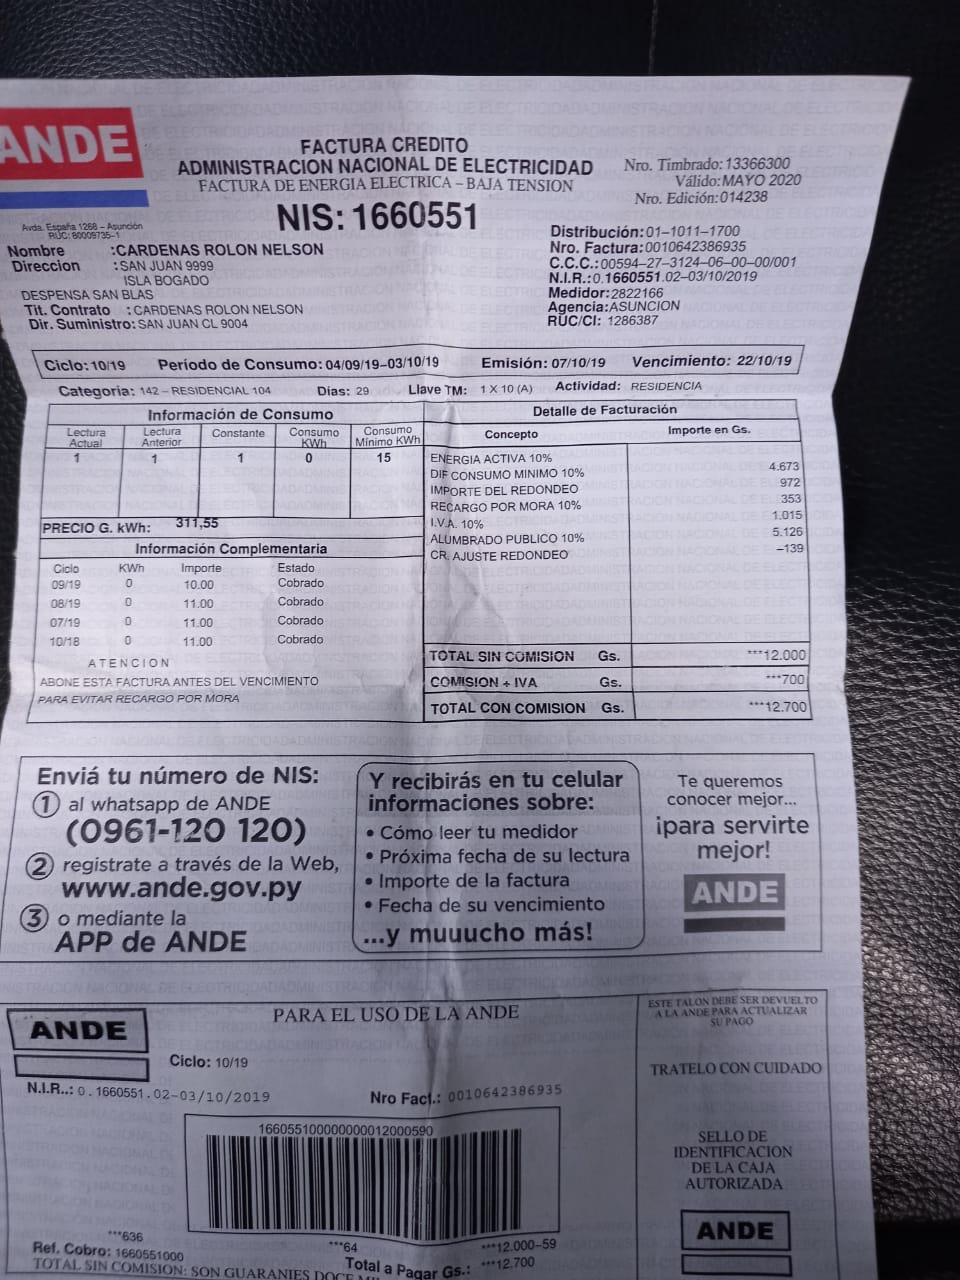 ANDE
FACTURA CREDITO
ADMINISTRACION NACIONAL DE ELECTRICIDAD
FACTURA DE ENERGIA ELECTRICA – BAJA TENSION
NIS: 1660551
Nro. Timbrado: 13366300
Válido: MAYO 2020
Nro. Edición: 014238
Avda. España 1268 – Asunción
RUC: 80009735-1
Nombre :CARDENAS ROLON NELSON
Direccion :SAN JUAN 9999
ISLA BOGADO
DESPENSA SAN BLAS
Tit. Contrato :CARDENAS ROLON NELSON
Dir. Suministro: SAN JUAN CL 9004
Distribución: 01-1011-1700
Nro. Factura: 0010642386935
C.C.C.: 00594-27-3124-06-00-00/001
N.I.R.: 0.1660551.02-03/10/2019
Medidor: 2822166
Agencia: ASUNCION
RUC/CI: 1286387
Ciclo: 10/19 Período de Consumo: 04/09/19–03/10/19 Emisión: 07/10/19 Vencimiento: 22/10/19
Categoria: 142 – RESIDENCIAL 104 Dias: 29 Llave TM: 1 X 10 (A) Actividad: RESIDENCIA
Información de Consumo
Lectura Actual Lectura Anterior Constante Consumo KWh Consumo Mínimo KWh
1 1 1 0 15
PRECIO G. kWh: 311,55
Información Complementaria
Ciclo KWh Importe Estado
09/19 0 10.00 Cobrado
08/19 0 11.00 Cobrado
07/19 0 11.00 Cobrado
10/18 0 11.00 Cobrado
ATENCION
ABONE ESTA FACTURA ANTES DEL VENCIMIENTO
PARA EVITAR RECARGO POR MORA
Detalle de Facturación
Concepto Importe en Gs.
ENERGIA ACTIVA 10%
DIF CONSUMO MINIMO 10% 4.673
IMPORTE DEL REDONDEO 972
RECARGO POR MORA 10% 353
I.V.A. 10% 1.015
ALUMBRADO PUBLICO 10% 5.126
CR. AJUSTE REDONDEO –139
TOTAL SIN COMISION Gs. ***12.000
COMISION + IVA Gs. ***700
TOTAL CON COMISION Gs. ***12.700
Enviá tu número de NIS:
1 al whatsapp de ANDE
(0961-120 120)
2 registrate a través de la Web,
www.ande.gov.py
3 o mediante la
APP de ANDE
Y recibirás en tu celular
informaciones sobre:
• Cómo leer tu medidor
• Próxima fecha de su lectura
• Importe de la factura
• Fecha de su vencimiento
...y muuucho más!
Te queremos
conocer mejor...
¡para servirte
mejor!
ANDE
ANDE
PARA EL USO DE LA ANDE
Ciclo: 10/19
N.I.R..: 0.1660551.02-03/10/2019
Nro Fact.: 0010642386935
16605510000000012000590
***636
***64
***12.000-59
Ref. Cobro: 1660551000
Total a Pagar Gs.: ***12.700
TOTAL SIN COMISION: SON GUARANIES DOCE
ESTE TALON DEBE SER DEVUELTO
A LA ANDE PARA ACTUALIZAR
SU PAGO
TRATELO CON CUIDADO
SELLO DE
IDENTIFICACION
DE LA CAJA
AUTORIZADA
ANDE